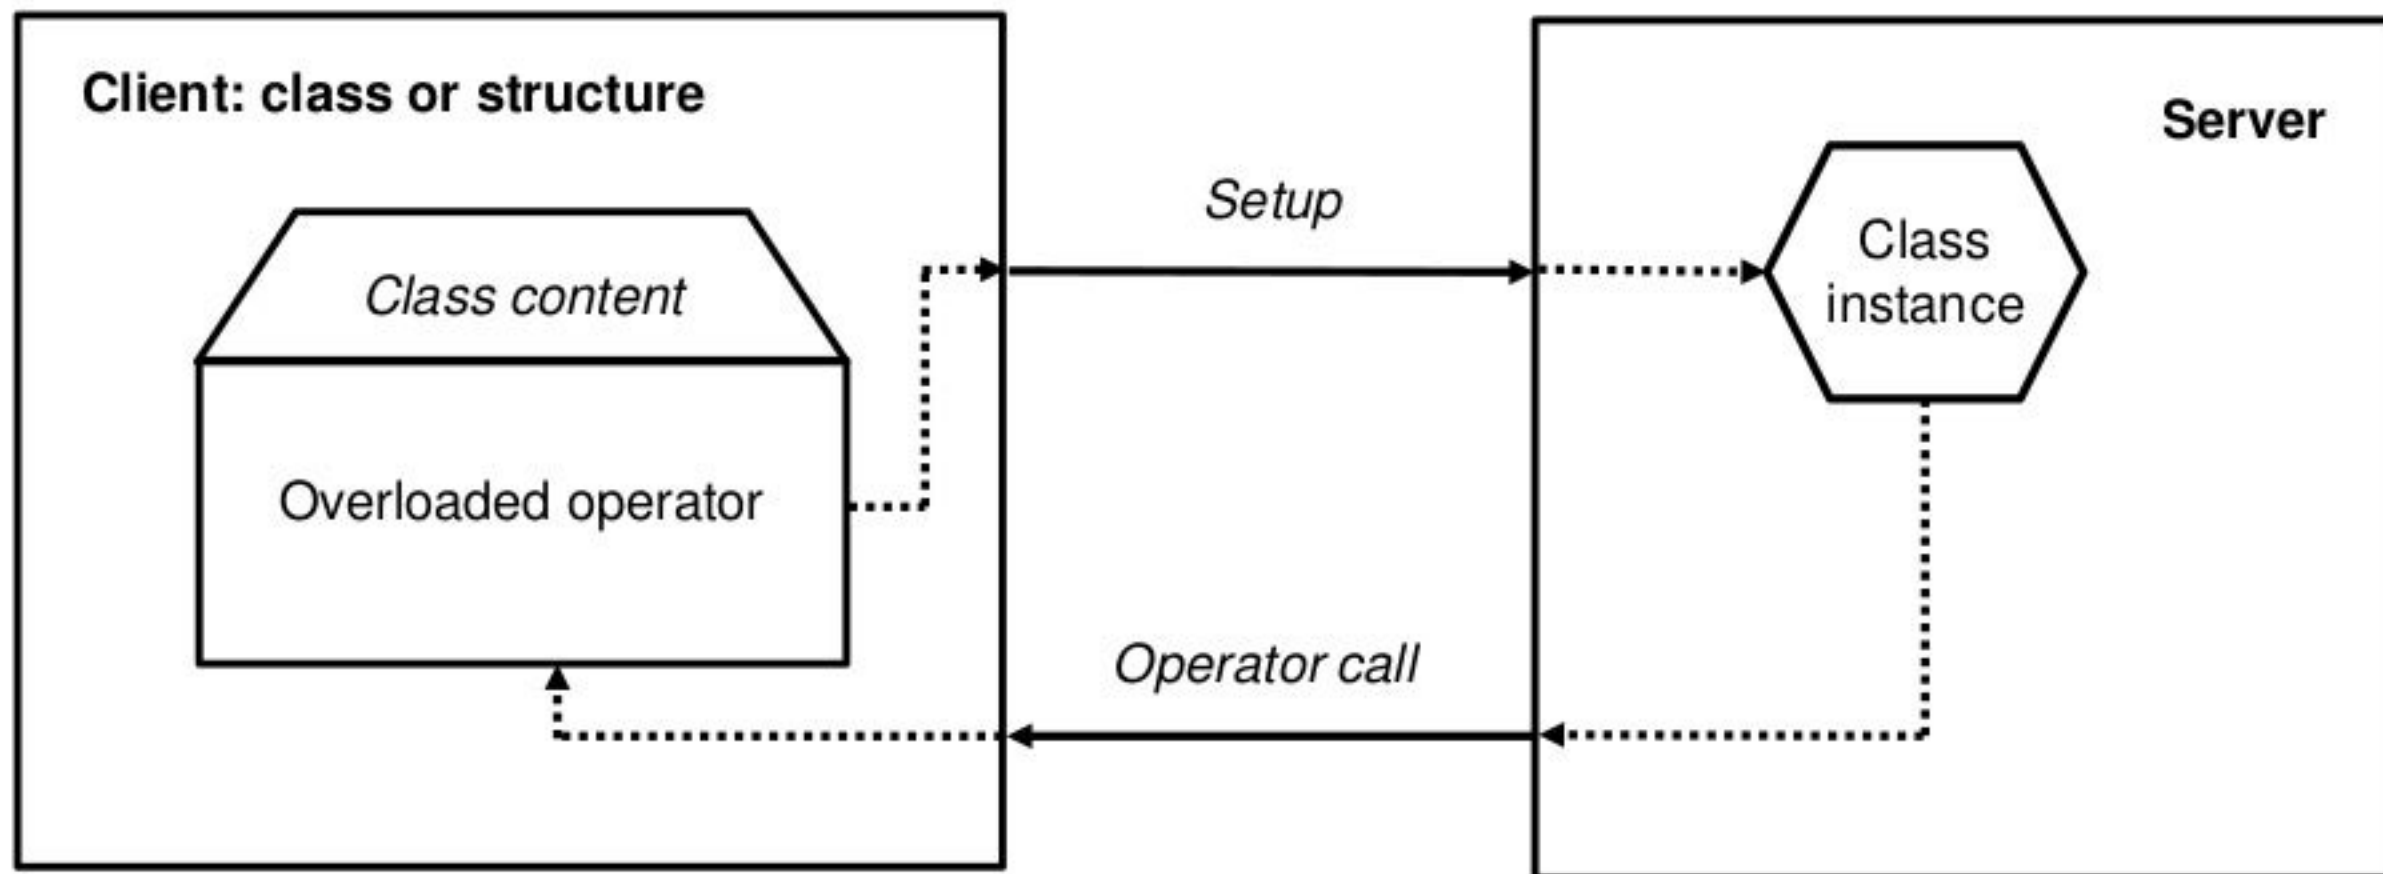 Client: class or structure
Server
Setup
Class
instance
Class content
Overloaded operator
Operator call